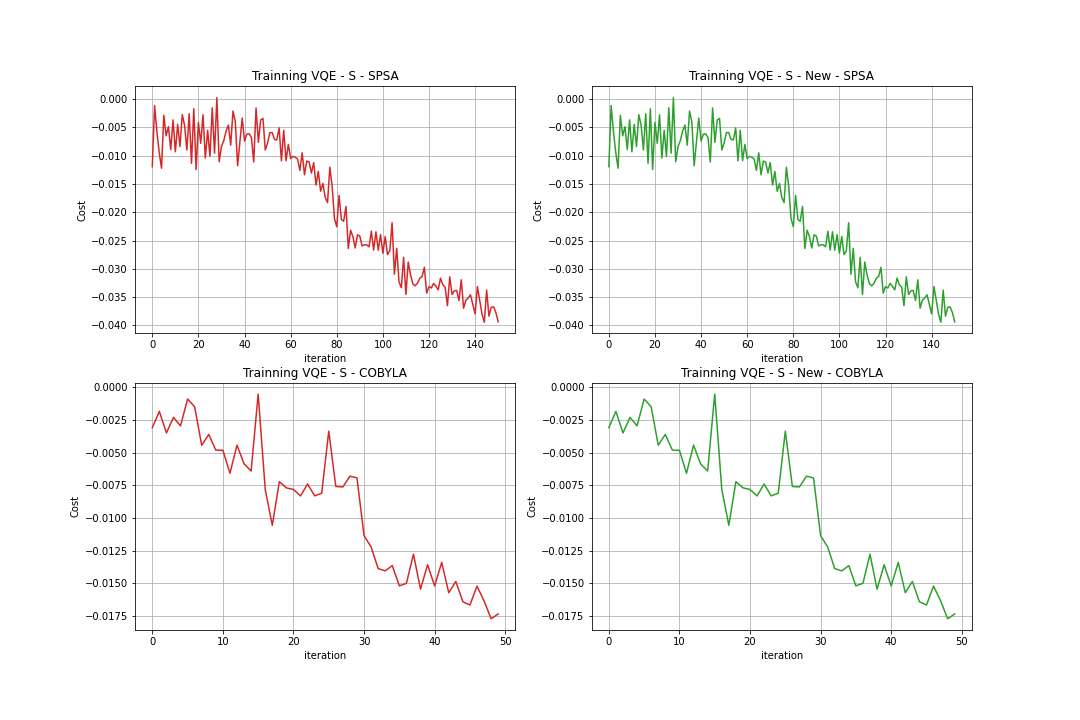 Trainning VQE - S - SPSA
0.000
−0.005
−0.010
−0.015
−0.020
−0.025
−0.030
−0.035
−0.040
Cost
0 20 40 60 80 100 120 140
iteration
Trainning VQE - S - New - SPSA
0.000
−0.005
−0.010
−0.015
−0.020
−0.025
−0.030
−0.035
−0.040
Cost
0 20 40 60 80 100 120 140
iteration
Trainning VQE - S - COBYLA
0.0000
−0.0025
−0.0050
−0.0075
−0.0100
−0.0125
−0.0150
−0.0175
Cost
0 10 20 30 40 50
iteration
Trainning VQE - S - New - COBYLA
0.0000
−0.0025
−0.0050
−0.0075
−0.0100
−0.0125
−0.0150
−0.0175
Cost
0 10 20 30 40 50
iteration